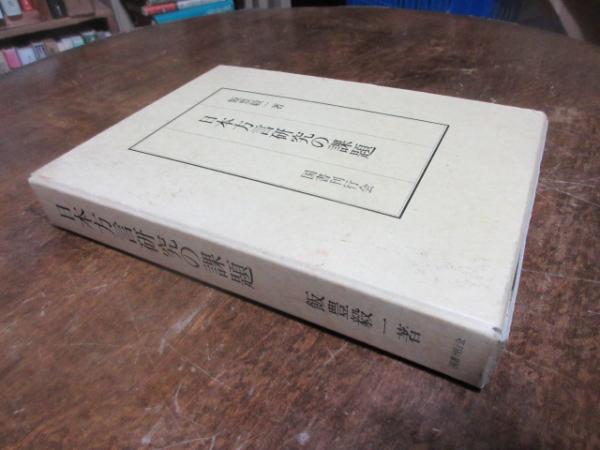 飯豊毅一著
日本方言研究の課題
国書刊行会
日本方言研究の課題
飯豊毅一著
国書刊行会